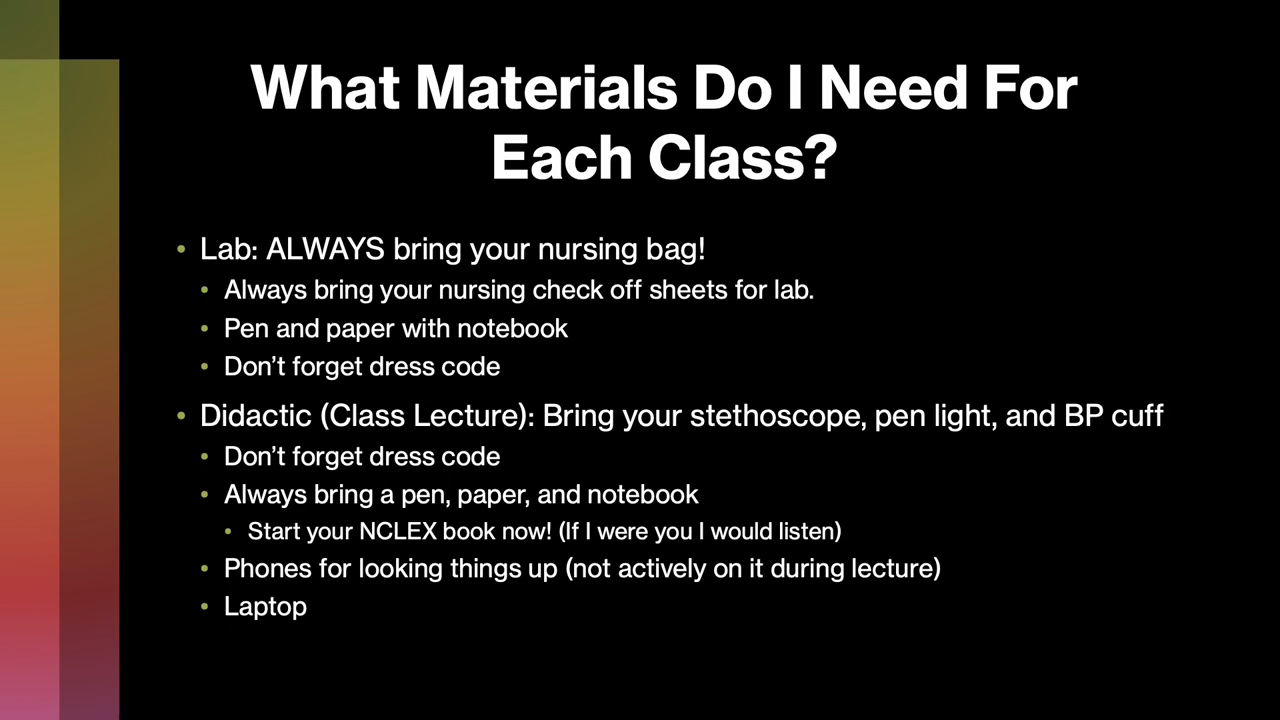 What Materials Do I Need For
Each Class?
• Lab: ALWAYS bring your nursing bag!
• Always bring your nursing check off sheets for lab.
• Pen and paper with notebook
• Don’t forget dress code
• Didactic (Class Lecture): Bring your stethoscope, pen light, and BP cuff
• Don’t forget dress code
• Always bring a pen, paper, and notebook
• Start your NCLEX book now! (If I were you I would listen)
• Phones for looking things up (not actively on it during lecture)
• Laptop